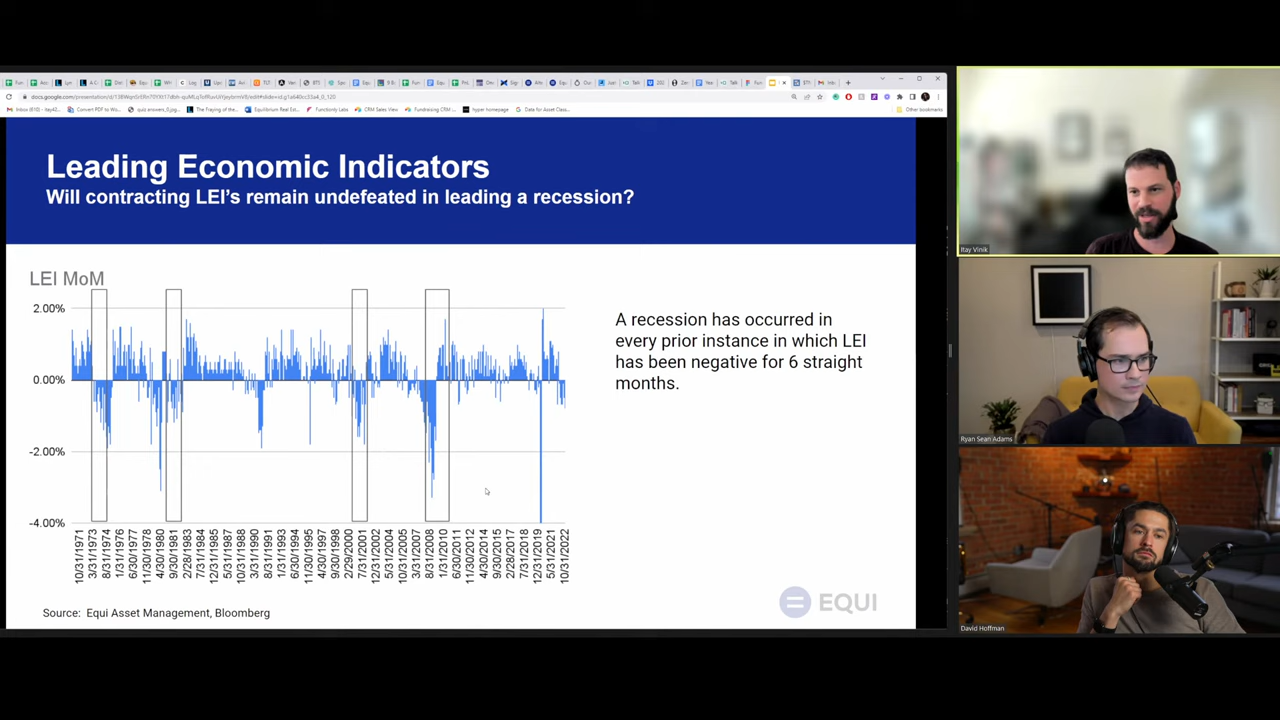 docs.google.com/presentation/d/
Other bookmarks
Leading Economic Indicators
Will contracting LEI's remain undefeated in leading a recession?
LEI MoM
2.00%
0.00%
-2.00%
-4.00%
10/31/1971
3/31/1973
8/31/1974
1/31/1976
6/30/1977
11/30/1978
4/30/1980
9/30/1981
2/28/1983
7/31/1984
12/31/1985
5/31/1987
10/31/1988
3/31/1990
8/31/1991
1/31/1993
6/30/1994
11/30/1995
4/30/1997
9/30/1998
2/29/2000
7/31/2001
12/31/2002
5/31/2004
10/31/2005
3/31/2007
8/31/2008
1/31/2010
6/30/2011
11/30/2012
4/30/2014
9/30/2015
2/28/2017
7/31/2018
12/31/2019
5/31/2021
10/31/2022
A recession has occurred in
every prior instance in which LEI
has been negative for 6 straight
months.
Source: Equi Asset Management, Bloomberg
EQUI
Itay Vinik
Ryan Sean Adams
David Hoffman